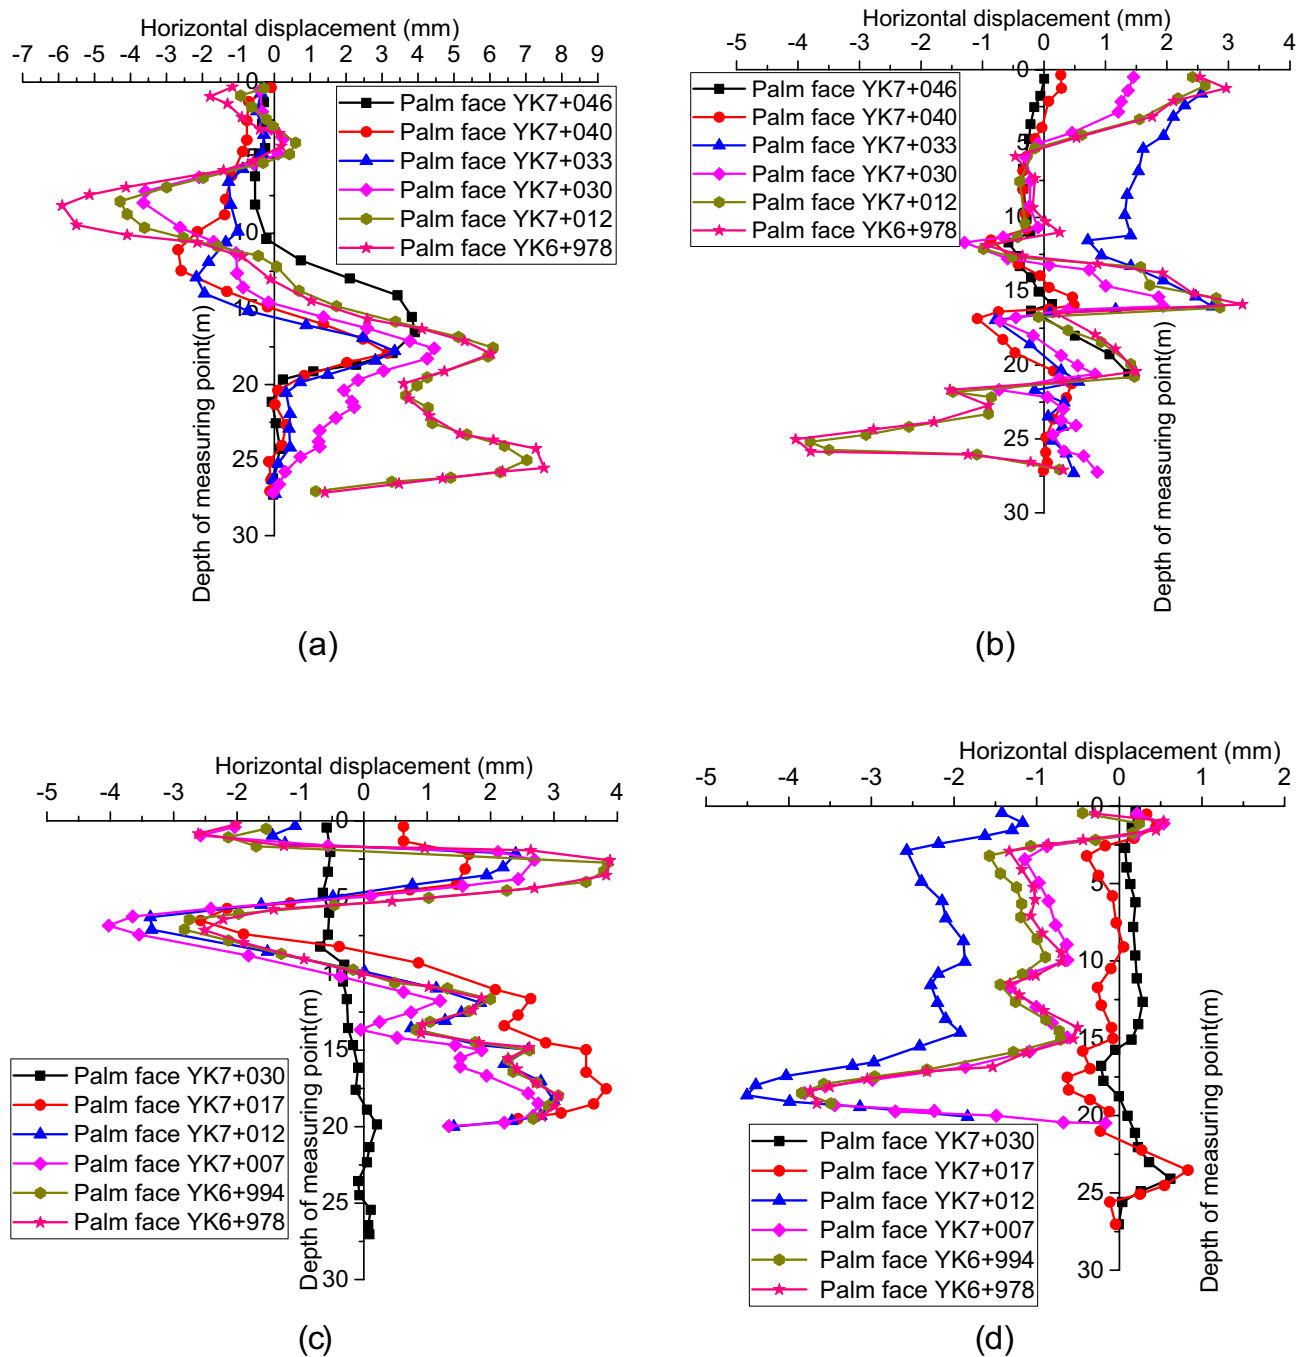 Horizontal displacement (mm)
-7 -6 -5 -4 -3 -2 -1 0 1 2 3 4 5 6 7 8 9
Palm face YK7+046
Palm face YK7+040
Palm face YK7+033
Palm face YK7+030
Palm face YK7+012
Palm face YK6+978
5
10
15
20
25
30
Depth of measuring point(m)
(a)
Horizontal displacement (mm)
-5 -4 -3 -2 -1 0 1 2 3 4
Palm face YK7+046
Palm face YK7+040
Palm face YK7+033
Palm face YK7+030
Palm face YK7+012
Palm face YK6+978
0
5
10
15
20
25
30
Depth of measuring point(m)
(b)
Horizontal displacement (mm)
-5 -4 -3 -2 -1 0 1 2 3 4
0
5
10
15
20
25
30
Palm face YK7+030
Palm face YK7+017
Palm face YK7+012
Palm face YK7+007
Palm face YK6+994
Palm face YK6+978
Depth of measuring point(m)
(c)
Horizontal displacement (mm)
-5 -4 -3 -2 -1 0 1 2
0
5
10
15
20
25
30
Palm face YK7+030
Palm face YK7+017
Palm face YK7+012
Palm face YK7+007
Palm face YK6+994
Palm face YK6+978
Depth of measuring point(m)
(d)